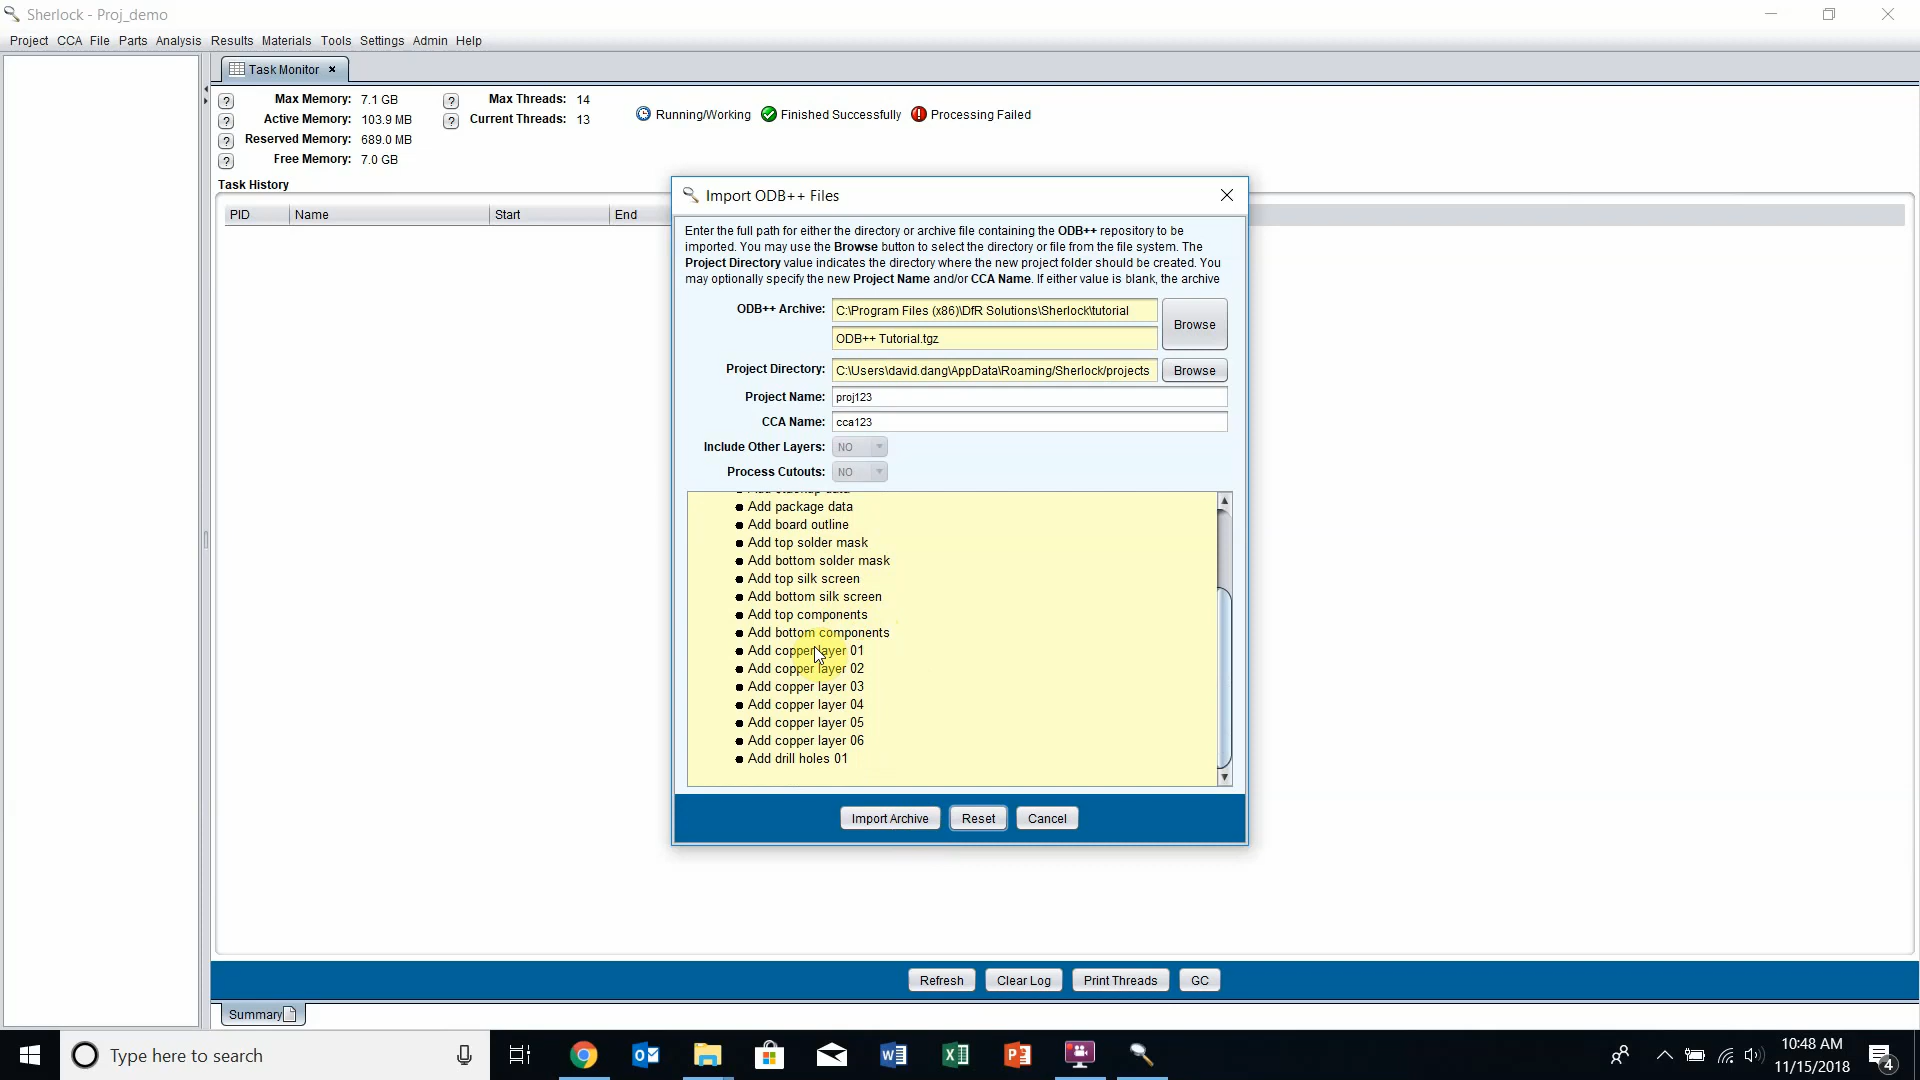 Sherlock - Proj_demo
Project CCA File Parts Analysis Results Materials Tools Settings Admin Help
Task Monitor ×
? Max Memory: 7.1 GB ? Max Threads: 14
? Active Memory: 103.9 MB ? Current Threads: 13
? Reserved Memory: 689.0 MB
? Free Memory: 7.0 GB
Running/Working Finished Successfully Processing Failed
Task History
PID Name Start End
Import ODB++ Files
Enter the full path for either the directory or archive file containing the ODB++ repository to be
imported. You may use the Browse button to select the directory or file from the file system. The
Project Directory value indicates the directory where the new project folder should be created. You
may optionally specify the new Project Name and/or CCA Name. If either value is blank, the archive
ODB++ Archive: C:\Program Files (x86)\DfR Solutions\Sherlock\tutorial
Browse
ODB++ Tutorial.tgz
Project Directory: C:\Users\david.dang\AppData\Roaming/Sherlock/projects Browse
Project Name: proj123
CCA Name: cca123
Include Other Layers: NO
Process Cutouts: NO
Add package data
Add board outline
Add top solder mask
Add bottom solder mask
Add top silk screen
Add bottom silk screen
Add top components
Add bottom components
Add copper layer 01
Add copper layer 02
Add copper layer 03
Add copper layer 04
Add copper layer 05
Add copper layer 06
Add drill holes 01
Import Archive Reset Cancel
Refresh Clear Log Print Threads GC
Summary
Type here to search
10:48 AM
11/15/2018
4